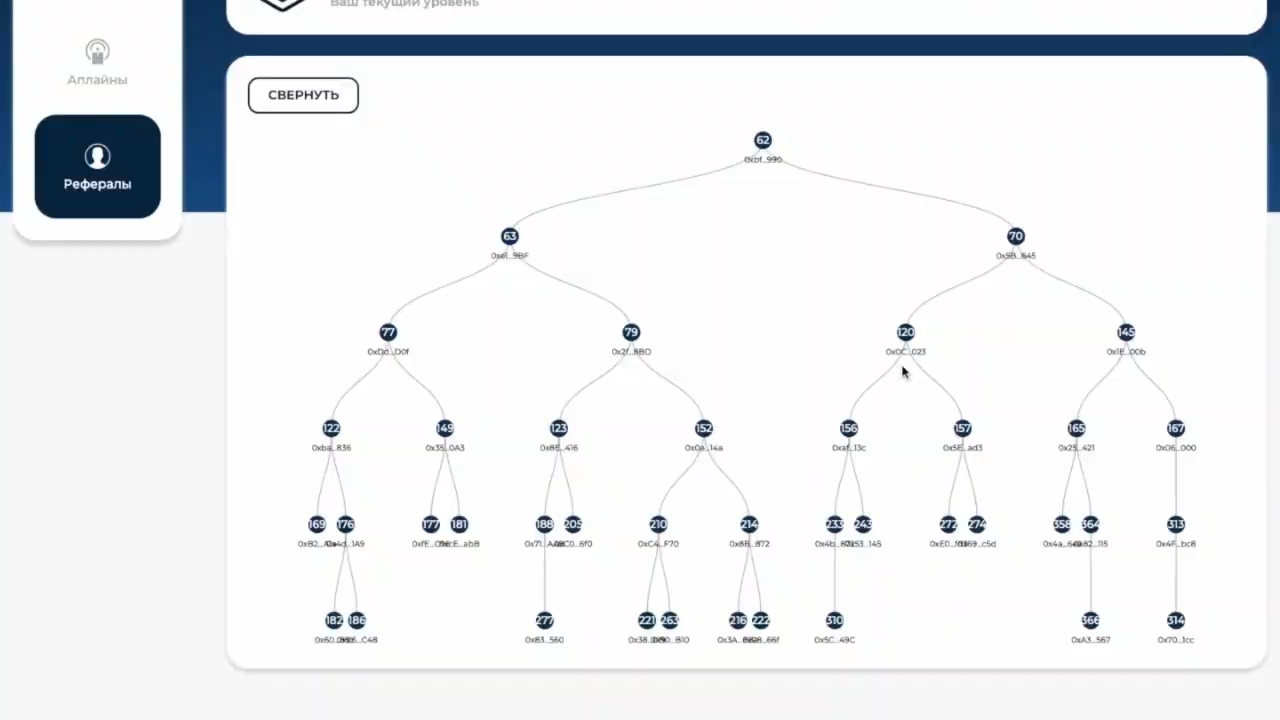 Ваш текущий уровень
Аплайны
СВЕРНУТЬ
Рефералы
62
0xbf...990
63 70
0xe1...9BF 0x5B...645
77 79 120 145
0xDd...D0f 0x2f...8BD 0x0C...023 0x1E...00b
122 149 123 152 156 157 165 167
0xba...836 0x35...0A3 0x8E...416 0x0e...14a 0xaf...13c 0x5E...ad3 0x25...421 0x06...000
169 176 177 181 188 205 210 214 233 243 272 274 358 364 313
0xC4...F70 0x8B...872 0x4F...bc8
182 186 277 221 263 216 222 310 366 314
0x83...560 0x5C...49C 0xA3...567 0x70...1cc